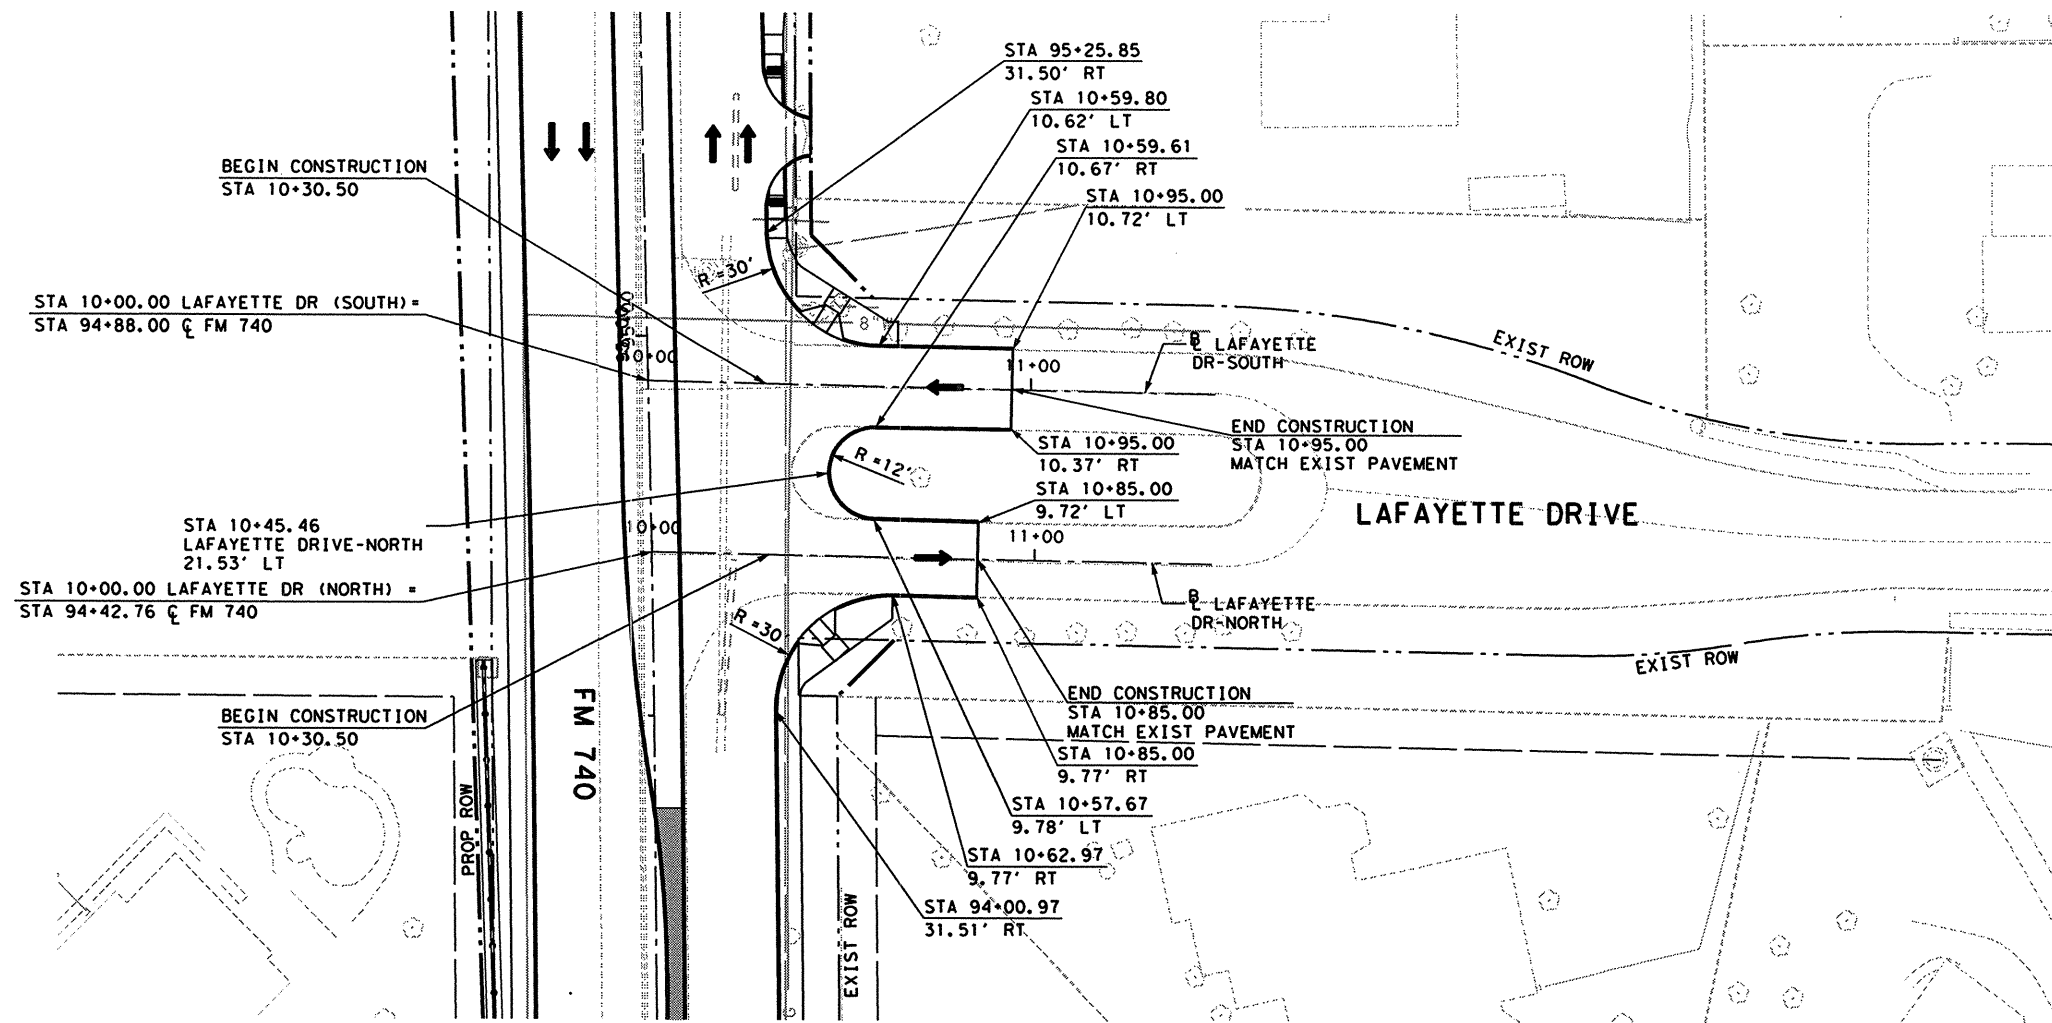 STA 95+25.85
31.50' RT
STA 10+59.80
10.62' LT
STA 10+59.61
10.67' RT
STA 10+95.00
10.72' LT
BEGIN CONSTRUCTION
STA 10+30.50
R=30'
STA 10+00.00 LAFAYETTE DR (SOUTH)=
STA 94+88.00 ℄ FM 740
8"
10+00
11+00
LAFAYETTE
DR-SOUTH
EXIST ROW
END CONSTRUCTION
STA 10+95.00
MATCH EXIST PAVEMENT
STA 10+95.00
10.37' RT
R=12'
STA 10+85.00
9.72' LT
LAFAYETTE DRIVE
STA 10+45.46
LAFAYETTE DRIVE-NORTH
21.53' LT
10+00
11+00
STA 10+00.00 LAFAYETTE DR (NORTH) =
STA 94+42.76 ℄ FM 740
LAFAYETTE
DR-NORTH
R=30'
EXIST ROW
BEGIN CONSTRUCTION
STA 10+30.50
FM 740
END CONSTRUCTION
STA 10+85.00
MATCH EXIST PAVEMENT
STA 10+85.00
9.77' RT
PROP ROW
STA 10+57.67
9.78' LT
STA 10+62.97
9.77' RT
STA 94+00.97
31.51' RT
EXIST ROW